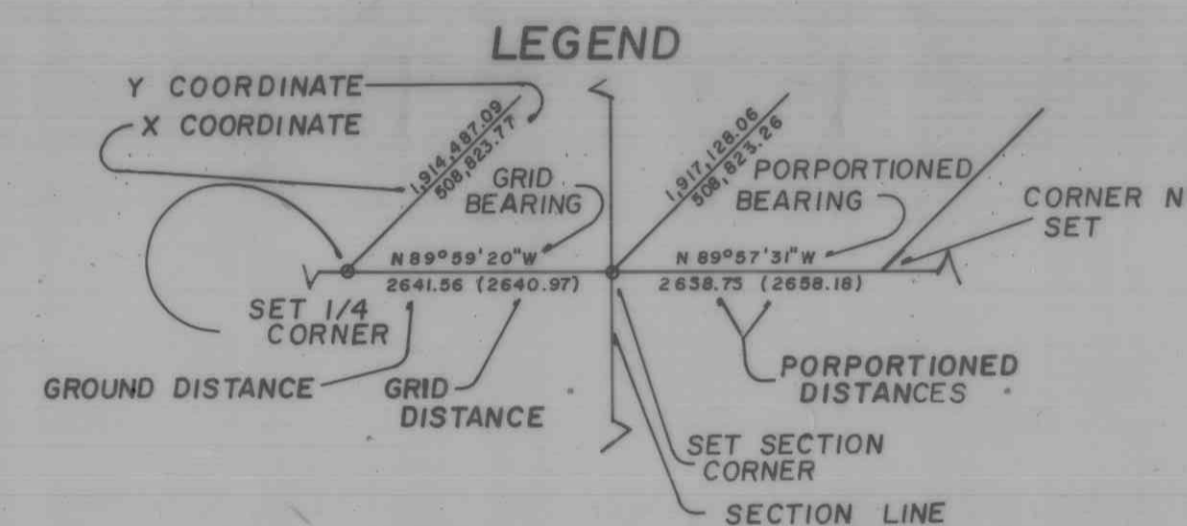 LEGEND
Y COORDINATE
X COORDINATE
1,914,487.09
508,823.77
GRID
BEARING
1,917,128.06
508,823.26
PORPORTIONED
BEARING
CORNER N
SET
N 89°59'20"W
2641.56 (2640.97)
N 89°57'31"W
2638.75 (2658.18)
SET 1/4
CORNER
GROUND DISTANCE
GRID
DISTANCE
PORPORTIONED
DISTANCES
SET SECTION
CORNER
SECTION LINE